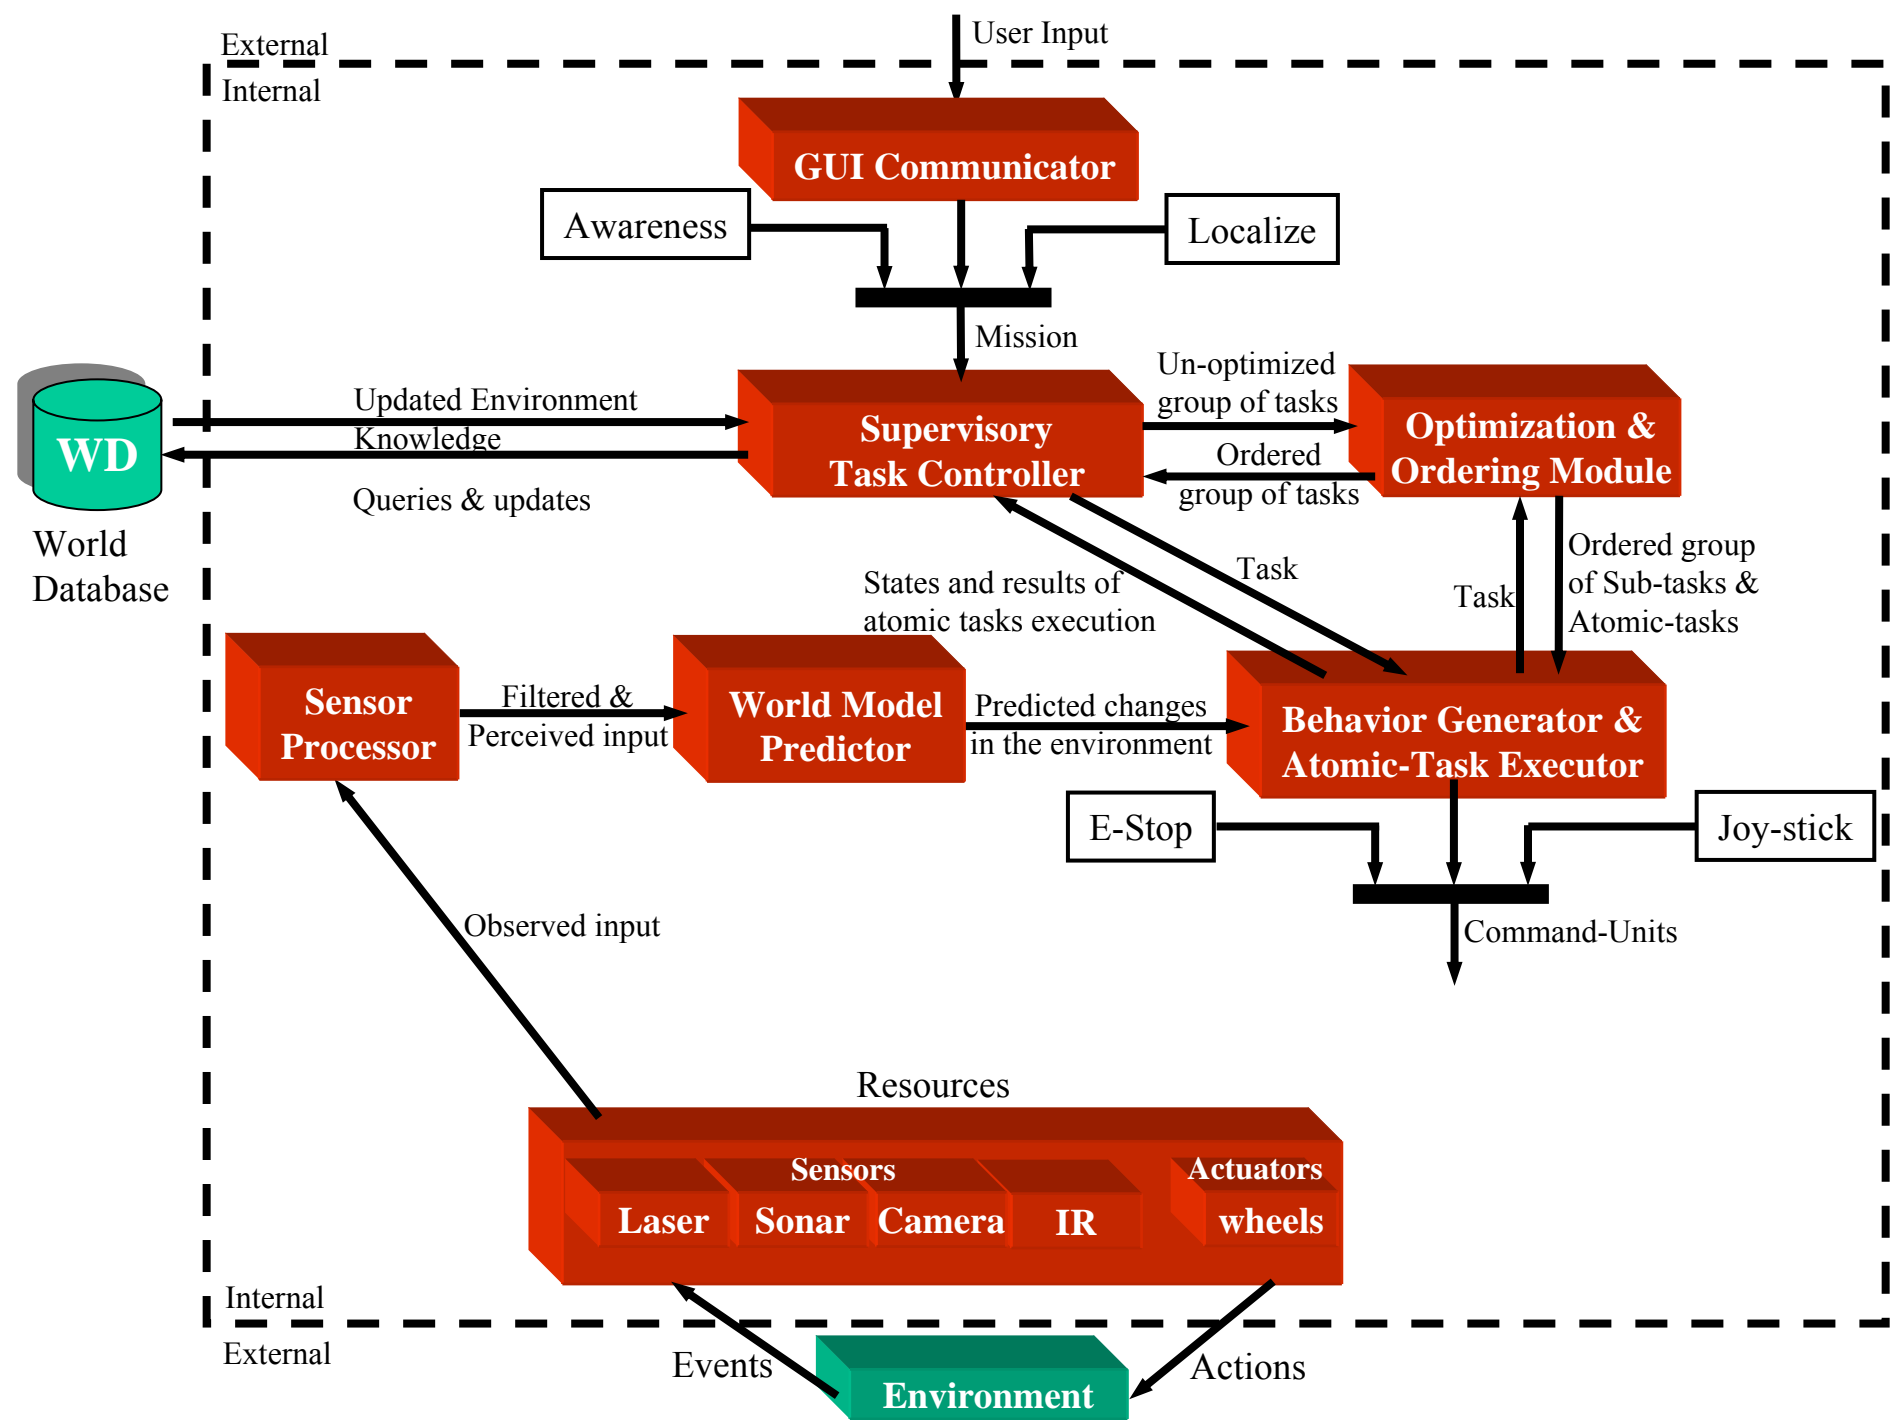 User Input
External
Internal
GUI Communicator
Awareness
Localize
Mission
Un-optimized
group of tasks
Updated Environment
Knowledge
Supervisory
Task Controller
Optimization &
Ordering Module
WD
Ordered
group of tasks
Queries & updates
World
Database
Task
States and results of
atomic tasks execution
Task
Ordered group
of Sub-tasks &
Atomic-tasks
Sensor
Processor
Filtered &
Perceived input
World Model
Predictor
Predicted changes
in the environment
Behavior Generator &
Atomic-Task Executor
E-Stop
Joy-stick
Observed input
Command-Units
Resources
Sensors
Actuators
Laser
Sonar
Camera
IR
wheels
Internal
External
Events
Actions
Environment